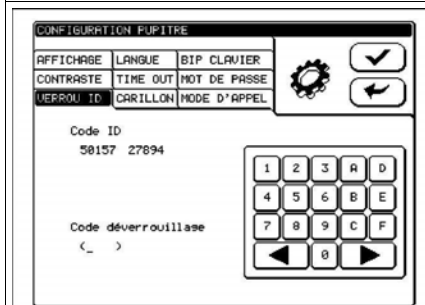 CONFIGURATION PUPITRE
AFFICHAGE LANGUE BIP CLAVIER
CONTRASTE TIME OUT MOT DE PASSE
VERROU ID CARILLON MODE D'APPEL
Code ID
50157 27894
1 2 3 A D
4 5 6 B E
7 8 9 C F
0
Code déverrouillage
(_ )